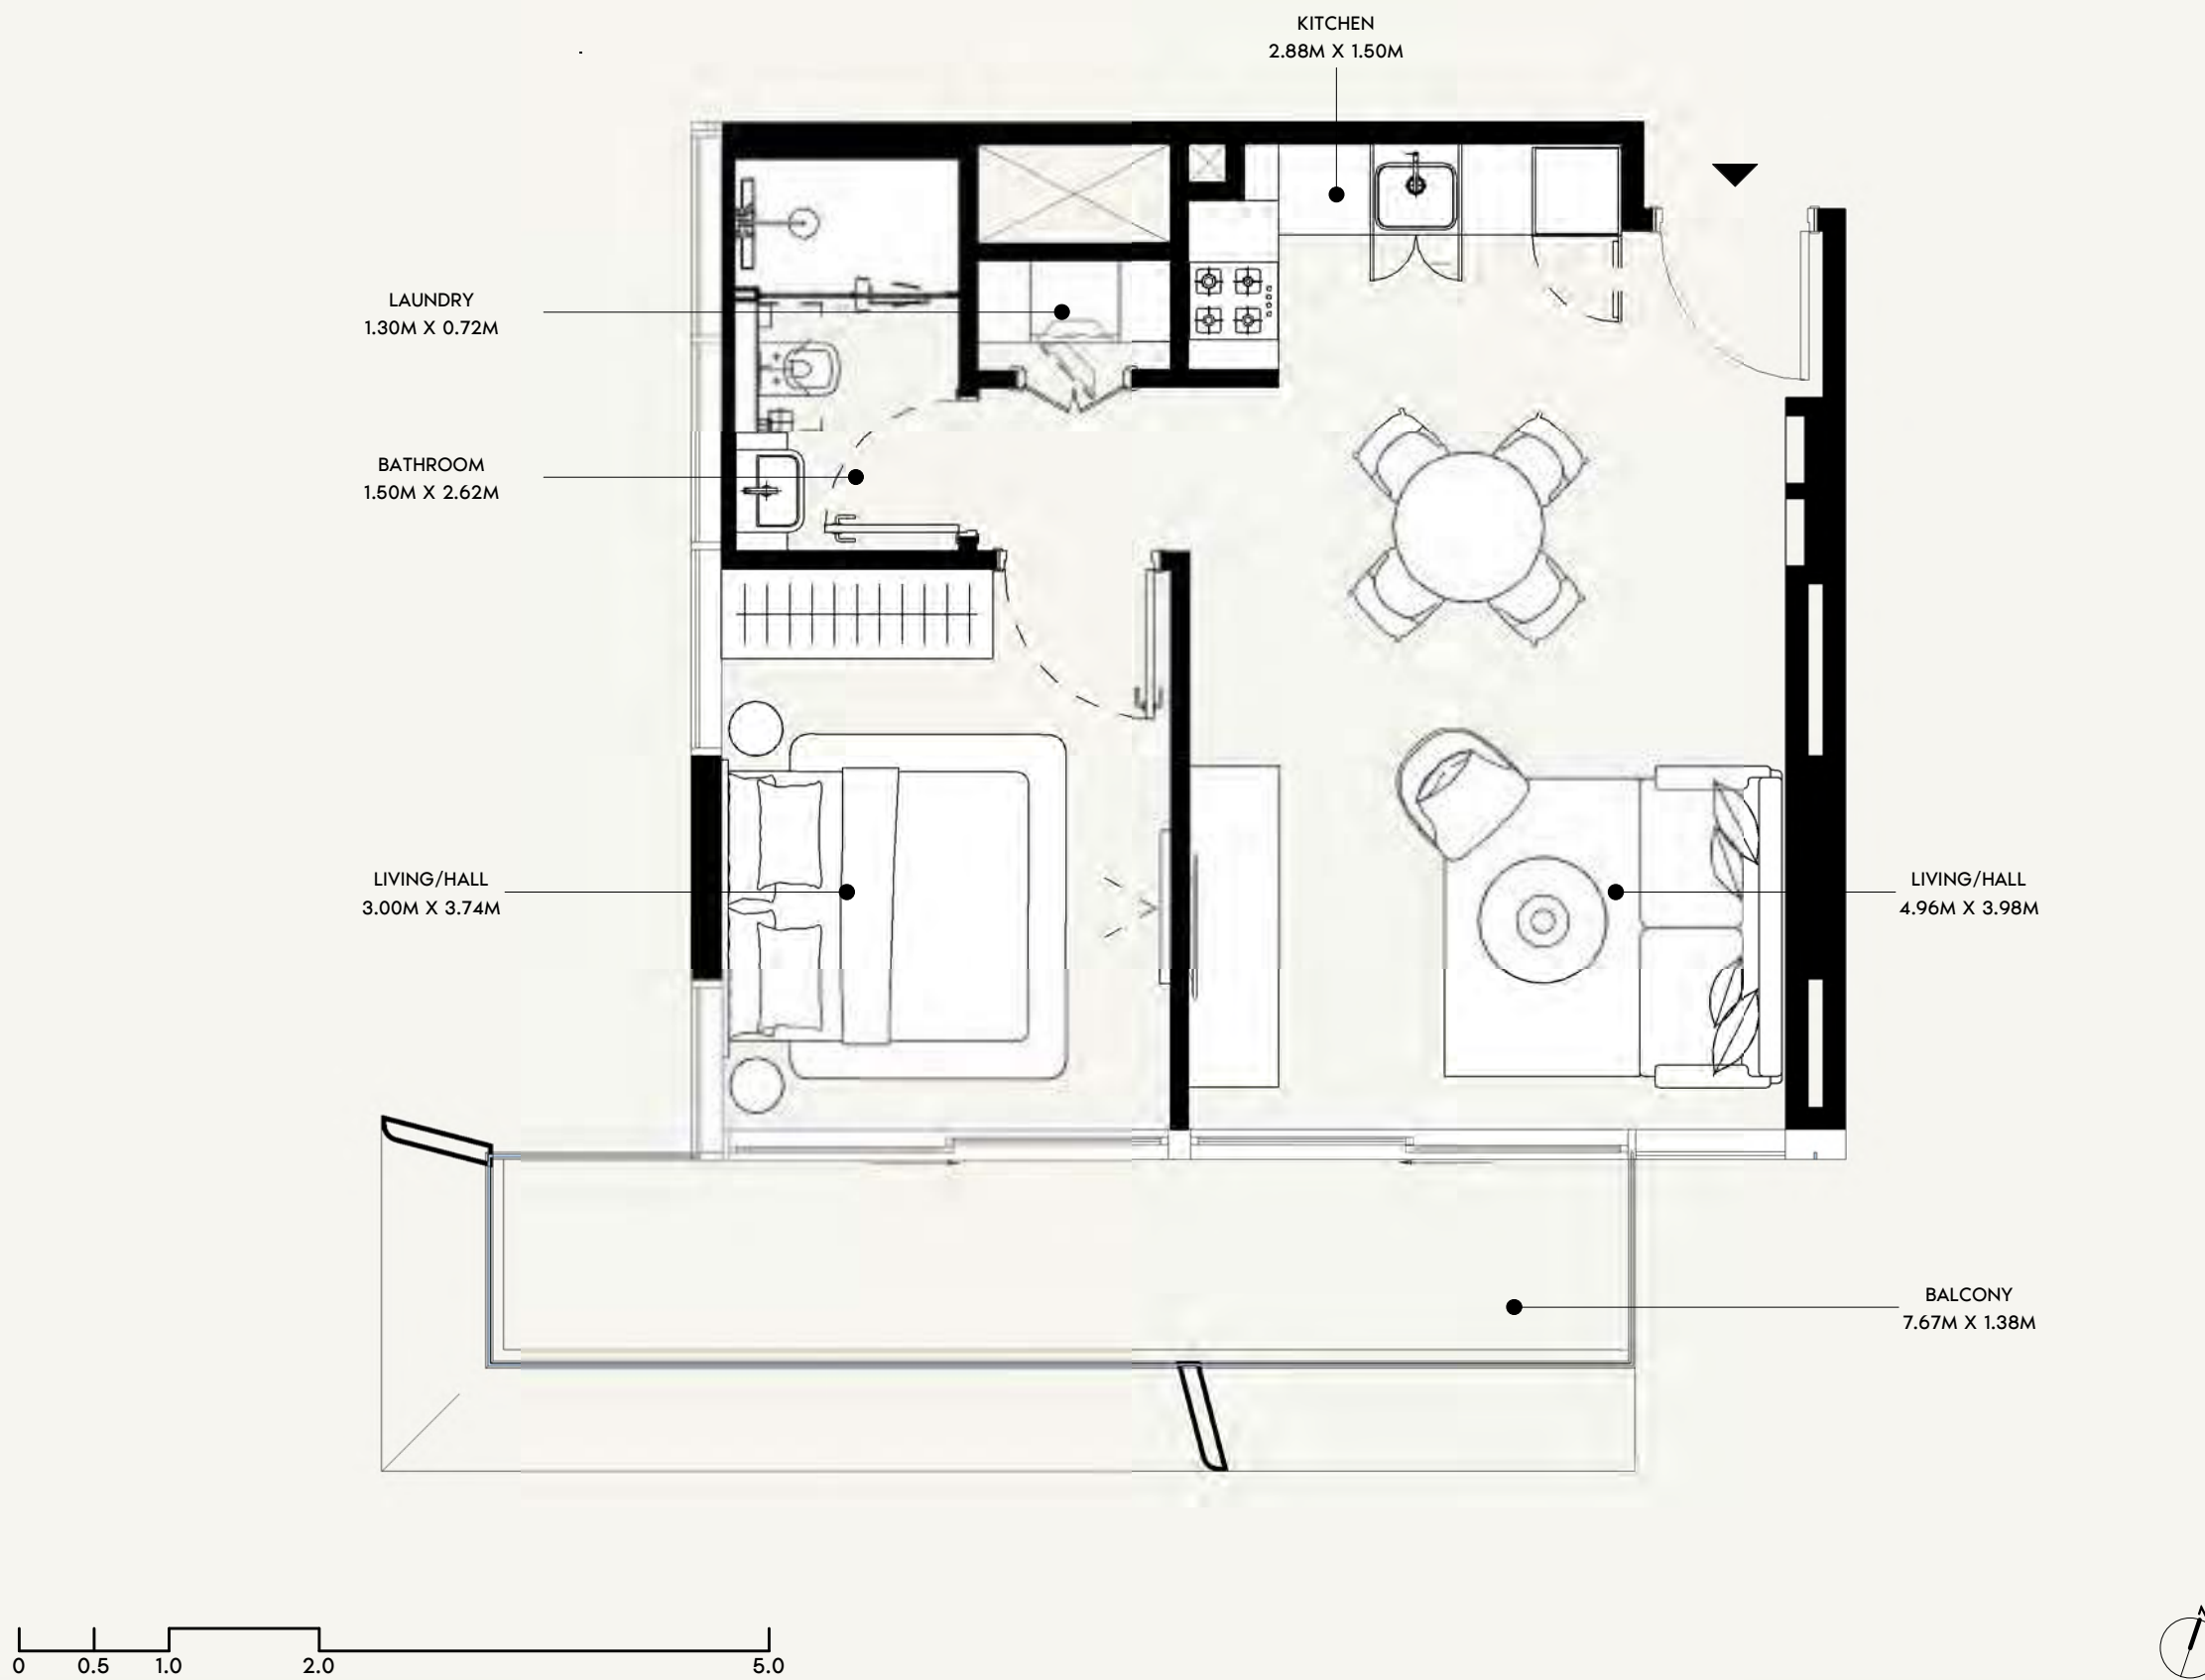 KITCHEN
2.88M X 1.50M
LAUNDRY
1.30M X 0.72M
BATHROOM
1.50M X 2.62M
LIVING/HALL
3.00M X 3.74M
LIVING/HALL
4.96M X 3.98M
BALCONY
7.67M X 1.38M
0 0.5 1.0 2.0 5.0